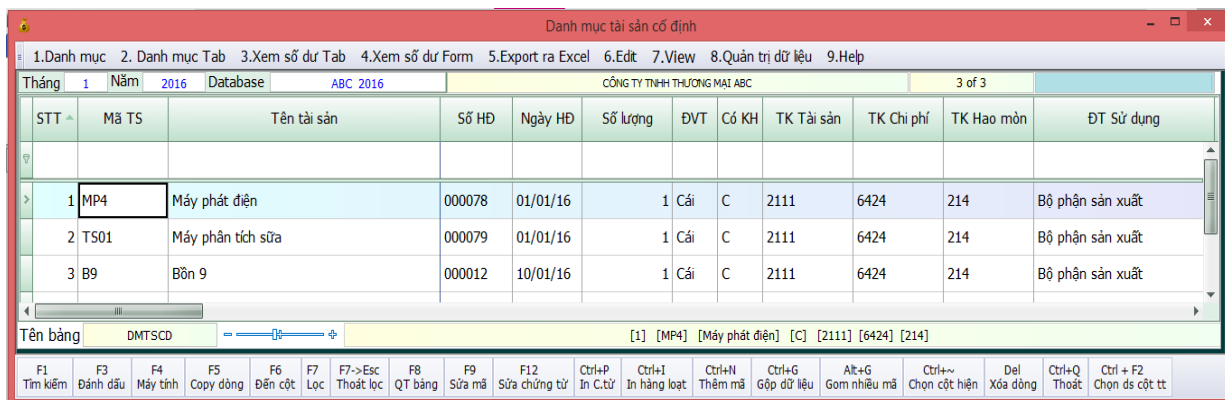 Danh mục tài sản cố định
1.Danh mục 2. Danh mục Tab 3.Xem số dư Tab 4.Xem số dư Form 5.Export ra Excel 6.Edit 7.View 8.Quản trị dữ liệu 9.Help
Tháng 1 Năm 2016 Database ABC 2016 CÔNG TY TNHH THƯƠNG MẠI ABC 3 of 3
STT Mã TS Tên tài sản Số HĐ Ngày HĐ Số lượng ĐVT Có KH TK Tài sản TK Chi phí TK Hao mòn ĐT Sử dụng
1 MP4 Máy phát điện 000078 01/01/16 1 Cái C 2111 6424 214 Bộ phận sản xuất
2 TS01 Máy phân tích sữa 000079 01/01/16 1 Cái C 2111 6424 214 Bộ phận sản xuất
3 B9 Bồn 9 000012 10/01/16 1 Cái C 2111 6424 214 Bộ phận sản xuất
Tên bảng DMTSCD [1] [MP4] [Máy phát điện] [C] [2111] [6424] [214]
F1 F3 F4 F5 F6 F7 F7->Esc F8 F9 F12 Ctrl+P Ctrl+I Ctrl+N Ctrl+G Alt+G Ctrl+~ Del Ctrl+Q Ctrl + F2
Tìm kiếm Đánh dấu Máy tính Copy dòng Đến cột Lọc Thoát lọc QT bảng Sửa mã Sửa chứng từ In C.từ In hàng loạt Thêm mã Gộp dữ liệu Gom nhiều mã Chọn cột hiện Xóa dòng Thoát Chọn ds cột tt